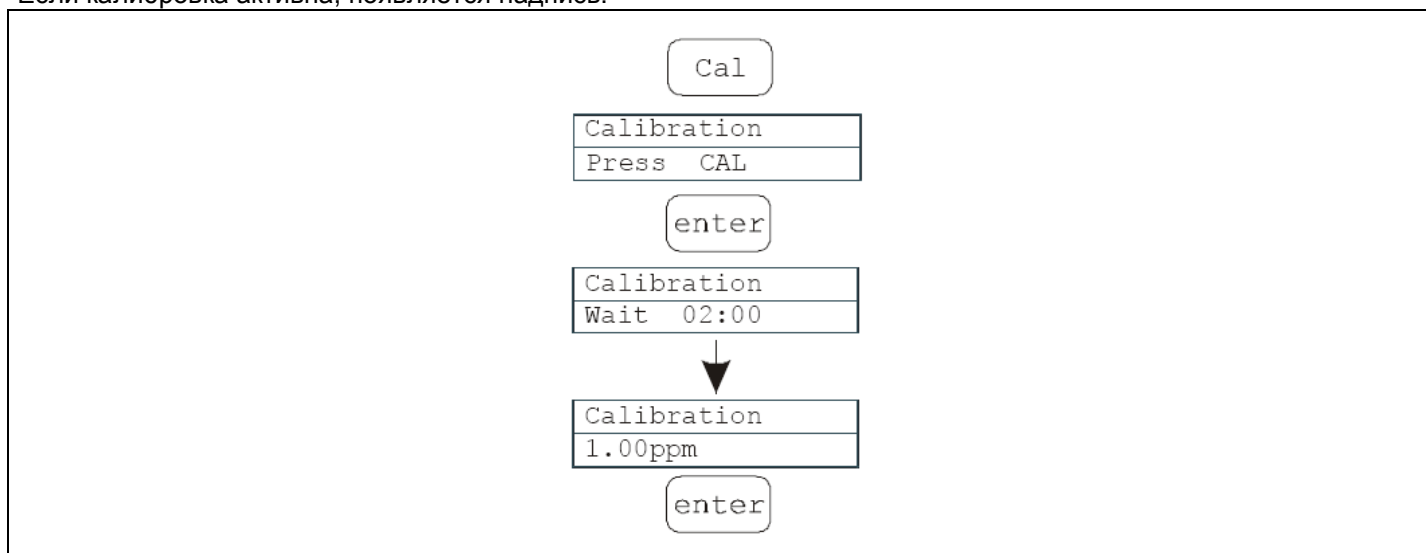 Если калибровка активна, появляется надпись:
Cal
Calibration
Press CAL
enter
Calibration
Wait 02:00
Calibration
1.00ppm
enter